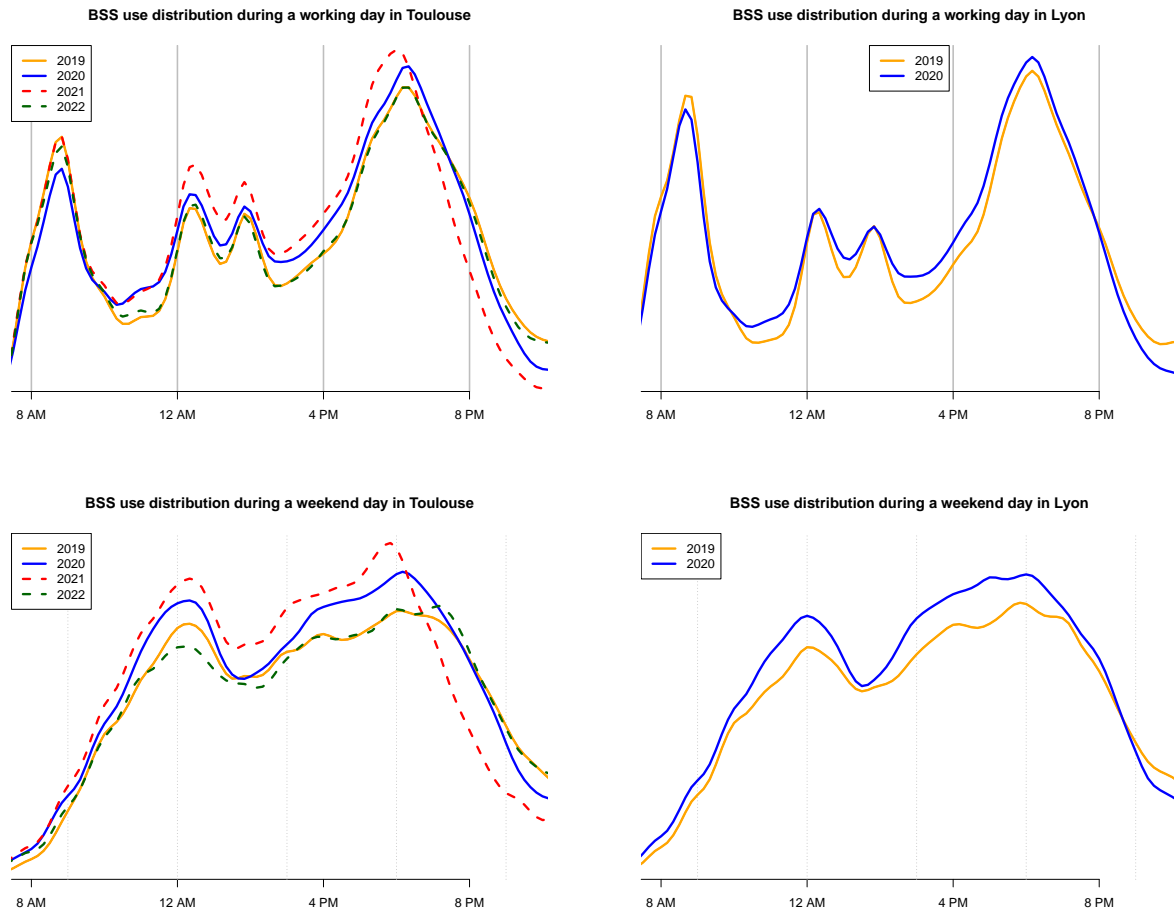 BSS use distribution during a working day in Toulouse
2019
2020
2021
2022
8 AM
12 AM
4 PM
8 PM
BSS use distribution during a working day in Lyon
2019
2020
8 AM
12 AM
4 PM
8 PM
BSS use distribution during a weekend day in Toulouse
2019
2020
2021
2022
8 AM
12 AM
4 PM
8 PM
BSS use distribution during a weekend day in Lyon
2019
2020
8 AM
12 AM
4 PM
8 PM